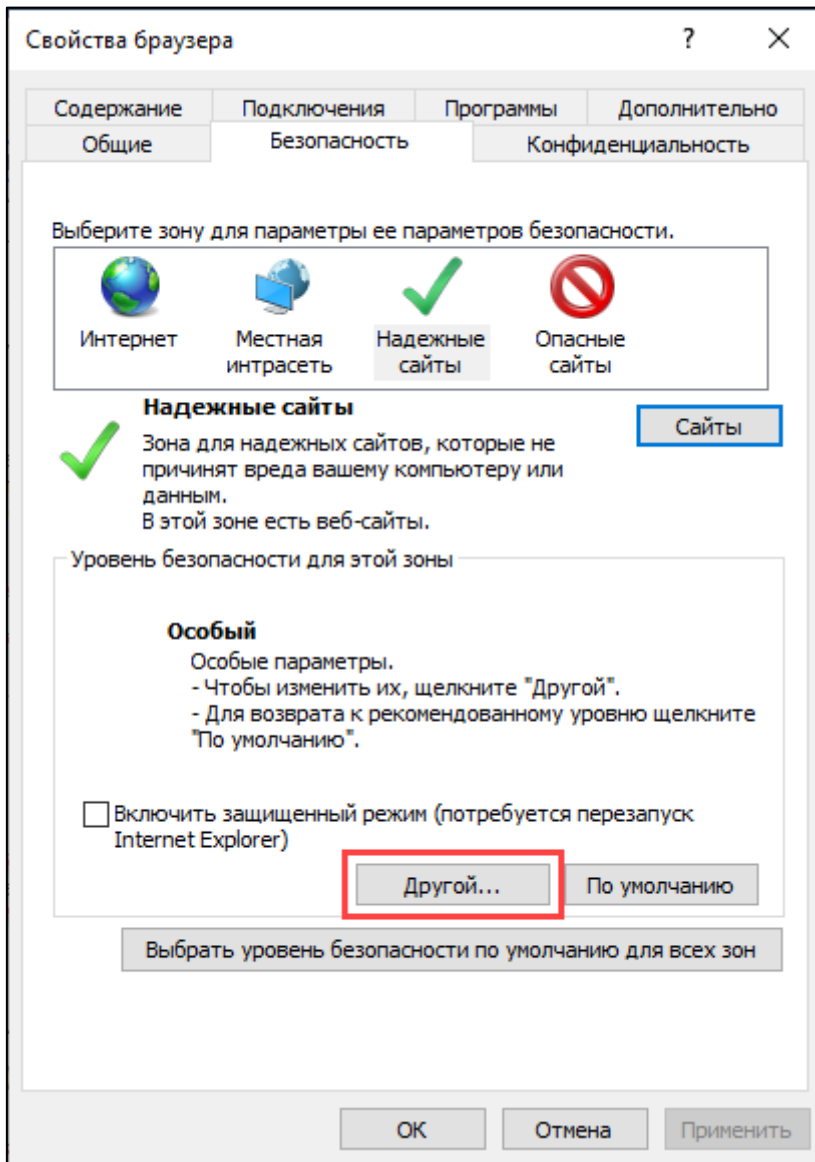 Свойства браузера ?
Содержание Подключения Программы Дополнительно
Общие Безопасность Конфиденциальность
Выберите зону для параметры ее параметров безопасности.
Интернет Местная интрасеть Надежные сайты Опасные сайты
Надежные сайты
Сайты
Зона для надежных сайтов, которые не
причинят вреда вашему компьютеру или
данным.
В этой зоне есть веб-сайты.
Уровень безопасности для этой зоны
Особый
Особые параметры.
- Чтобы изменить их, щелкните "Другой".
- Для возврата к рекомендованному уровню щелкните
"По умолчанию".
Включить защищенный режим (потребуется перезапуск
Internet Explorer)
Другой... По умолчанию
Выбрать уровень безопасности по умолчанию для всех зон
ОК Отмена Применить